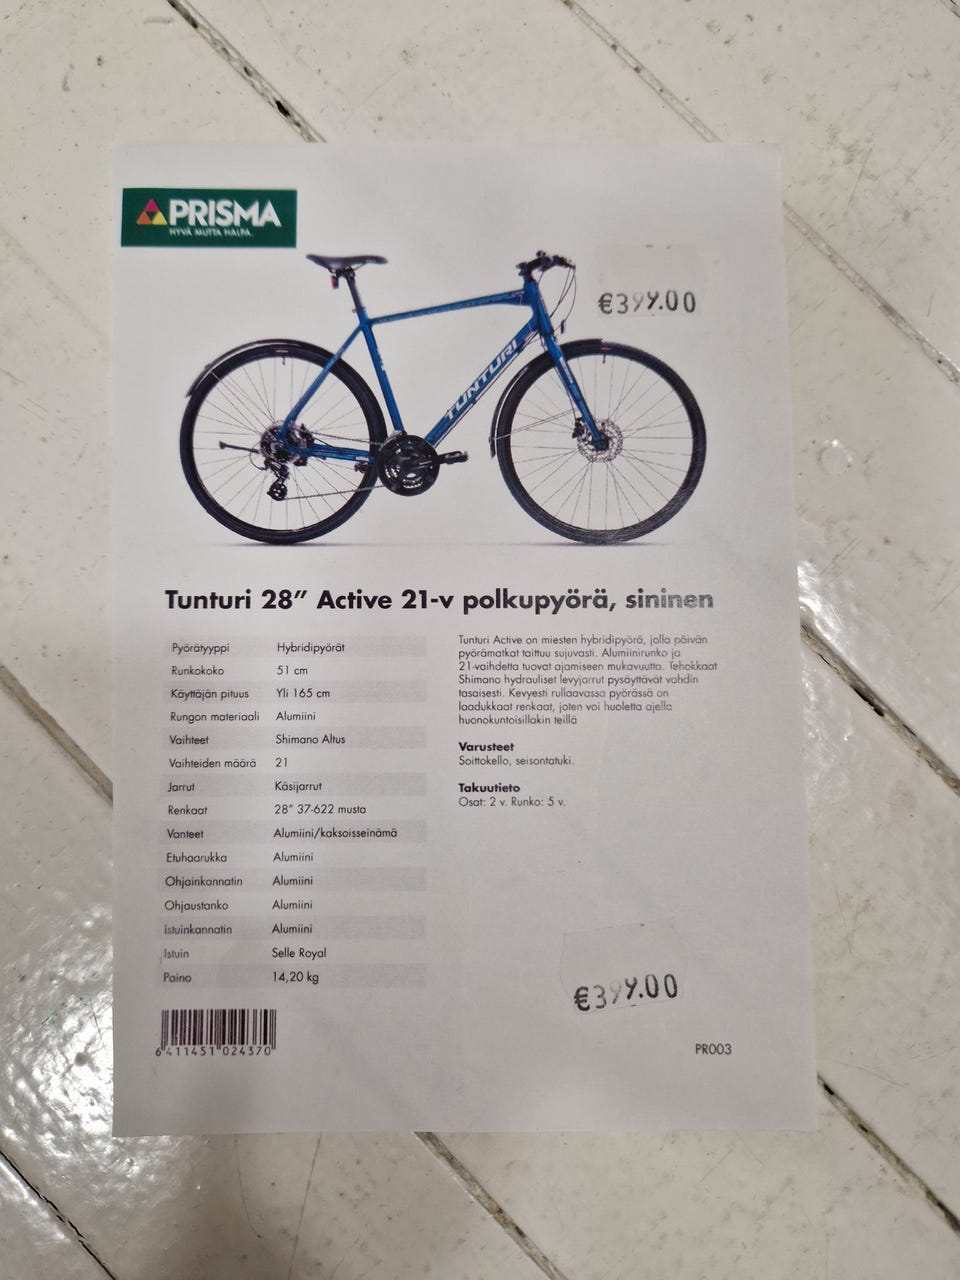 PRISMA
HYVÄ MUTTA HALPA.
€399.00
TUNTURI
Tunturi 28” Active 21-v polkupyörä, sininen
Pyörätyyppi Hybridipyörät
Runkokoko 51 cm
Käyttäjän pituus Yli 165 cm
Rungon materiaali Alumiini
Vaihteet Shimano Altus
Vaihteiden määrä 21
Jarrut Käsijarrut
Renkaat 28” 37-622 musta
Vanteet Alumiini/kaksoisseinämä
Etuhaarukka Alumiini
Ohjainkannatin Alumiini
Ohjaustanko Alumiini
Istuinkannatin Alumiini
Istuin Selle Royal
Paino 14,20 kg
Tunturi Active on miesten hybridipyörä, jolla päivän
pyörämatkat taittuu sujuvasti. Alumiinirunko ja
21-vaihdetta tuovat ajamiseen mukavuutta. Tehokkaat
Shimano hydrauliset levyjarrut pysäyttävät vahdin
tasaisesti. Kevyesti rullaavassa pyörässä on
laadukkaat renkaat, joten voi huoletta ajella
huonokuntoisillakin teillä
Varusteet
Soittokello, seisontatuki.
Takuutieto
Osat: 2 v. Runko: 5 v.
€399.00
6 411451 024370
PR003